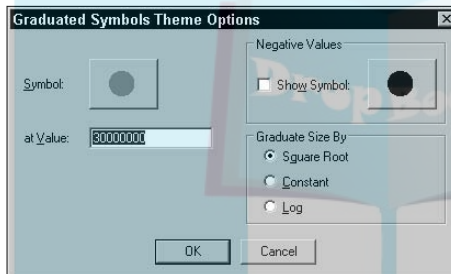 Graduated Symbols Theme Options
Symbol:
at Value: 30000000
Negative Values
Show Symbol:
Graduate Size By
Square Root
Constant
Log
OK
Cancel